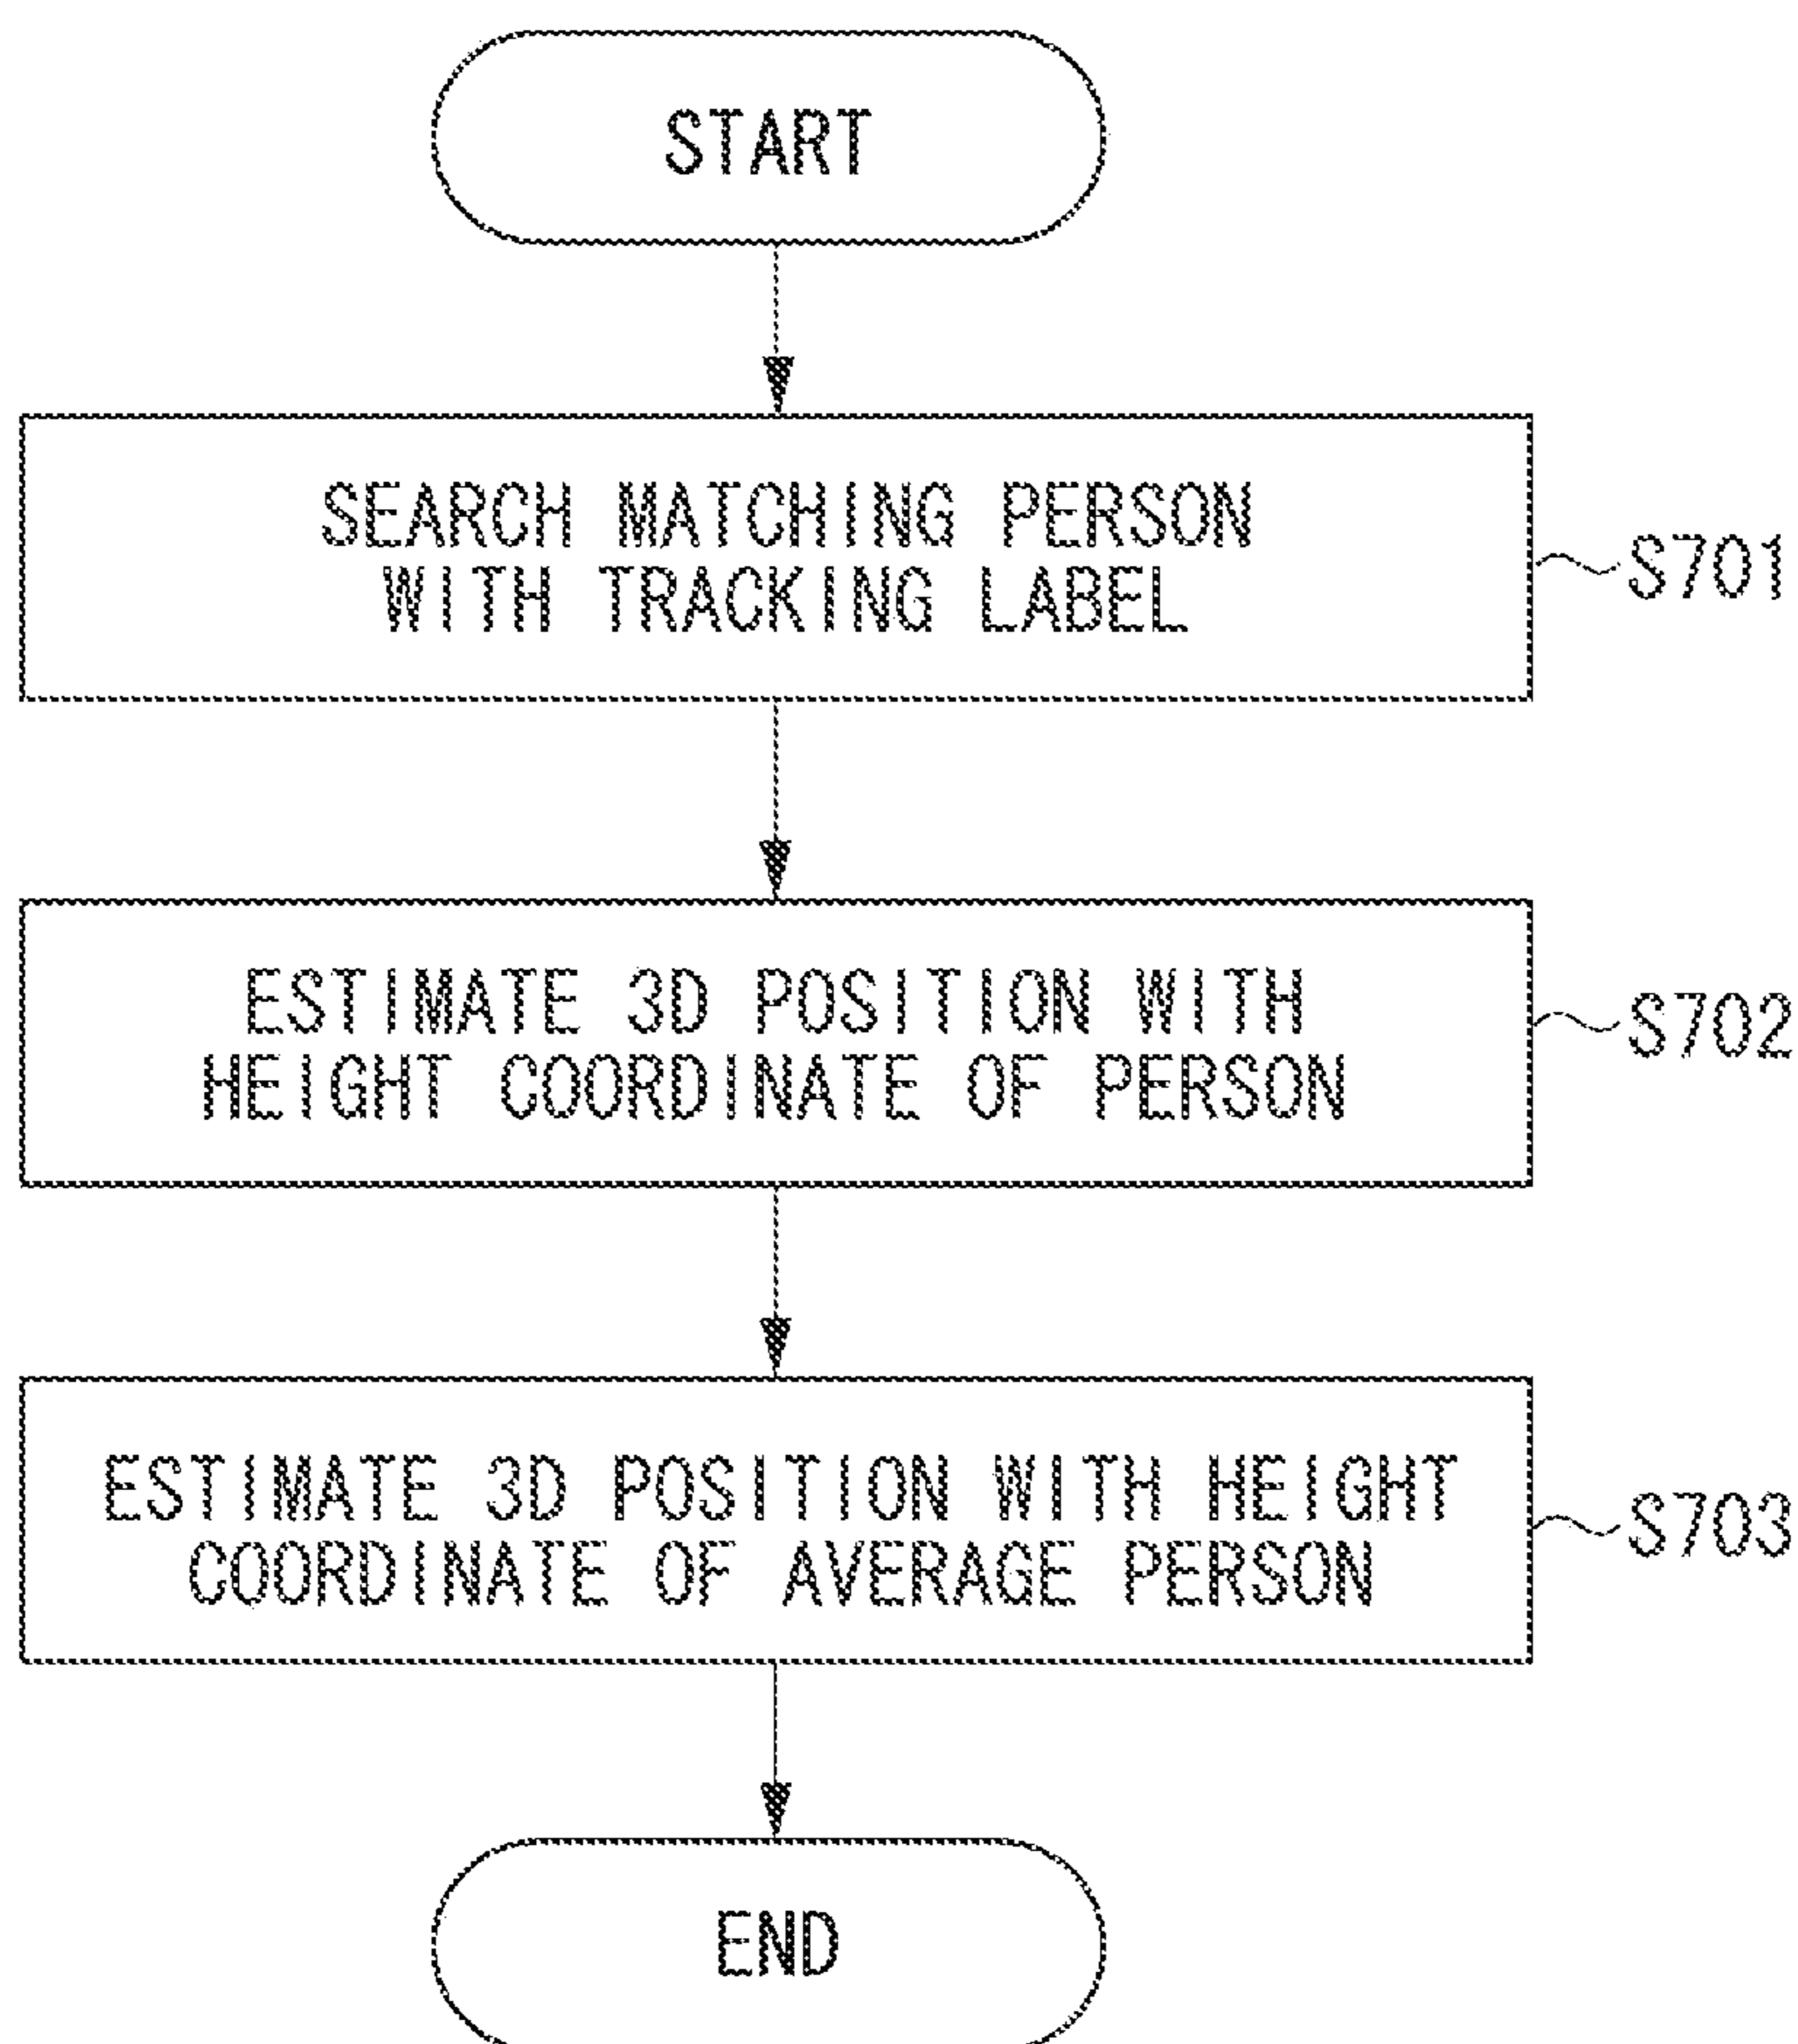 START
SEARCH MATCHING PERSON
WITH TRACKING LABEL
S701
ESTIMATE 3D POSITION WITH
HEIGHT COORDINATE OF PERSON
S702
ESTIMATE 3D POSITION WITH HEIGHT
COORDINATE OF AVERAGE PERSON
S703
END